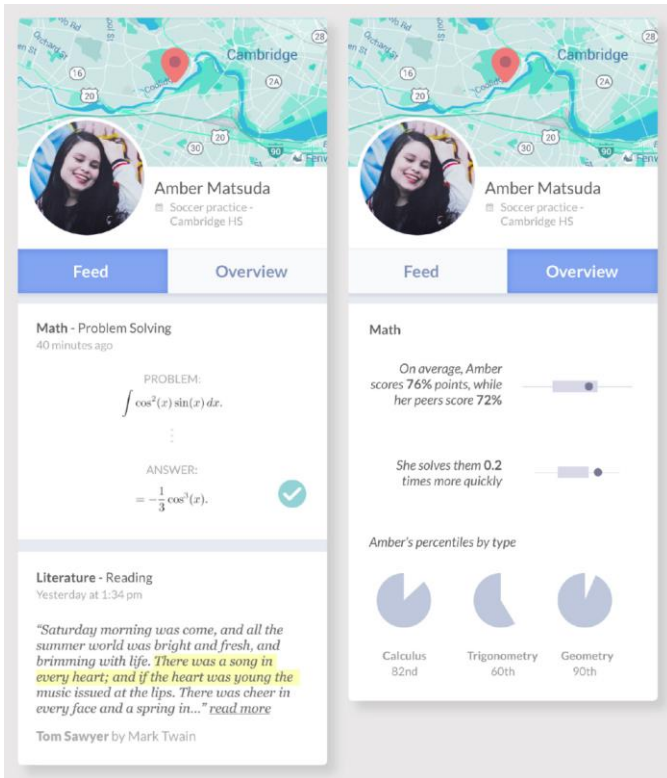 Cambridge
28
16
2A
20
20
30
90
Amber Matsuda
Soccer practice -
Cambridge HS
Feed
Overview
Math - Problem Solving
40 minutes ago
PROBLEM:
∫ cos²(x) sin(x) dx.
⋮
ANSWER:
= −1/3 cos³(x).
Literature - Reading
Yesterday at 1:34 pm
“Saturday morning was come, and all the
summer world was bright and fresh, and
brimming with life. There was a song in
every heart; and if the heart was young the
music issued at the lips. There was cheer in
every face and a spring in...” read more
Tom Sawyer by Mark Twain
Cambridge
28
16
2A
20
20
30
90
Amber Matsuda
Soccer practice -
Cambridge HS
Feed
Overview
Math
On average, Amber
scores 76% points, while
her peers score 72%
She solves them 0.2
times more quickly
Amber’s percentiles by type
Calculus
82nd
Trigonometry
60th
Geometry
90th